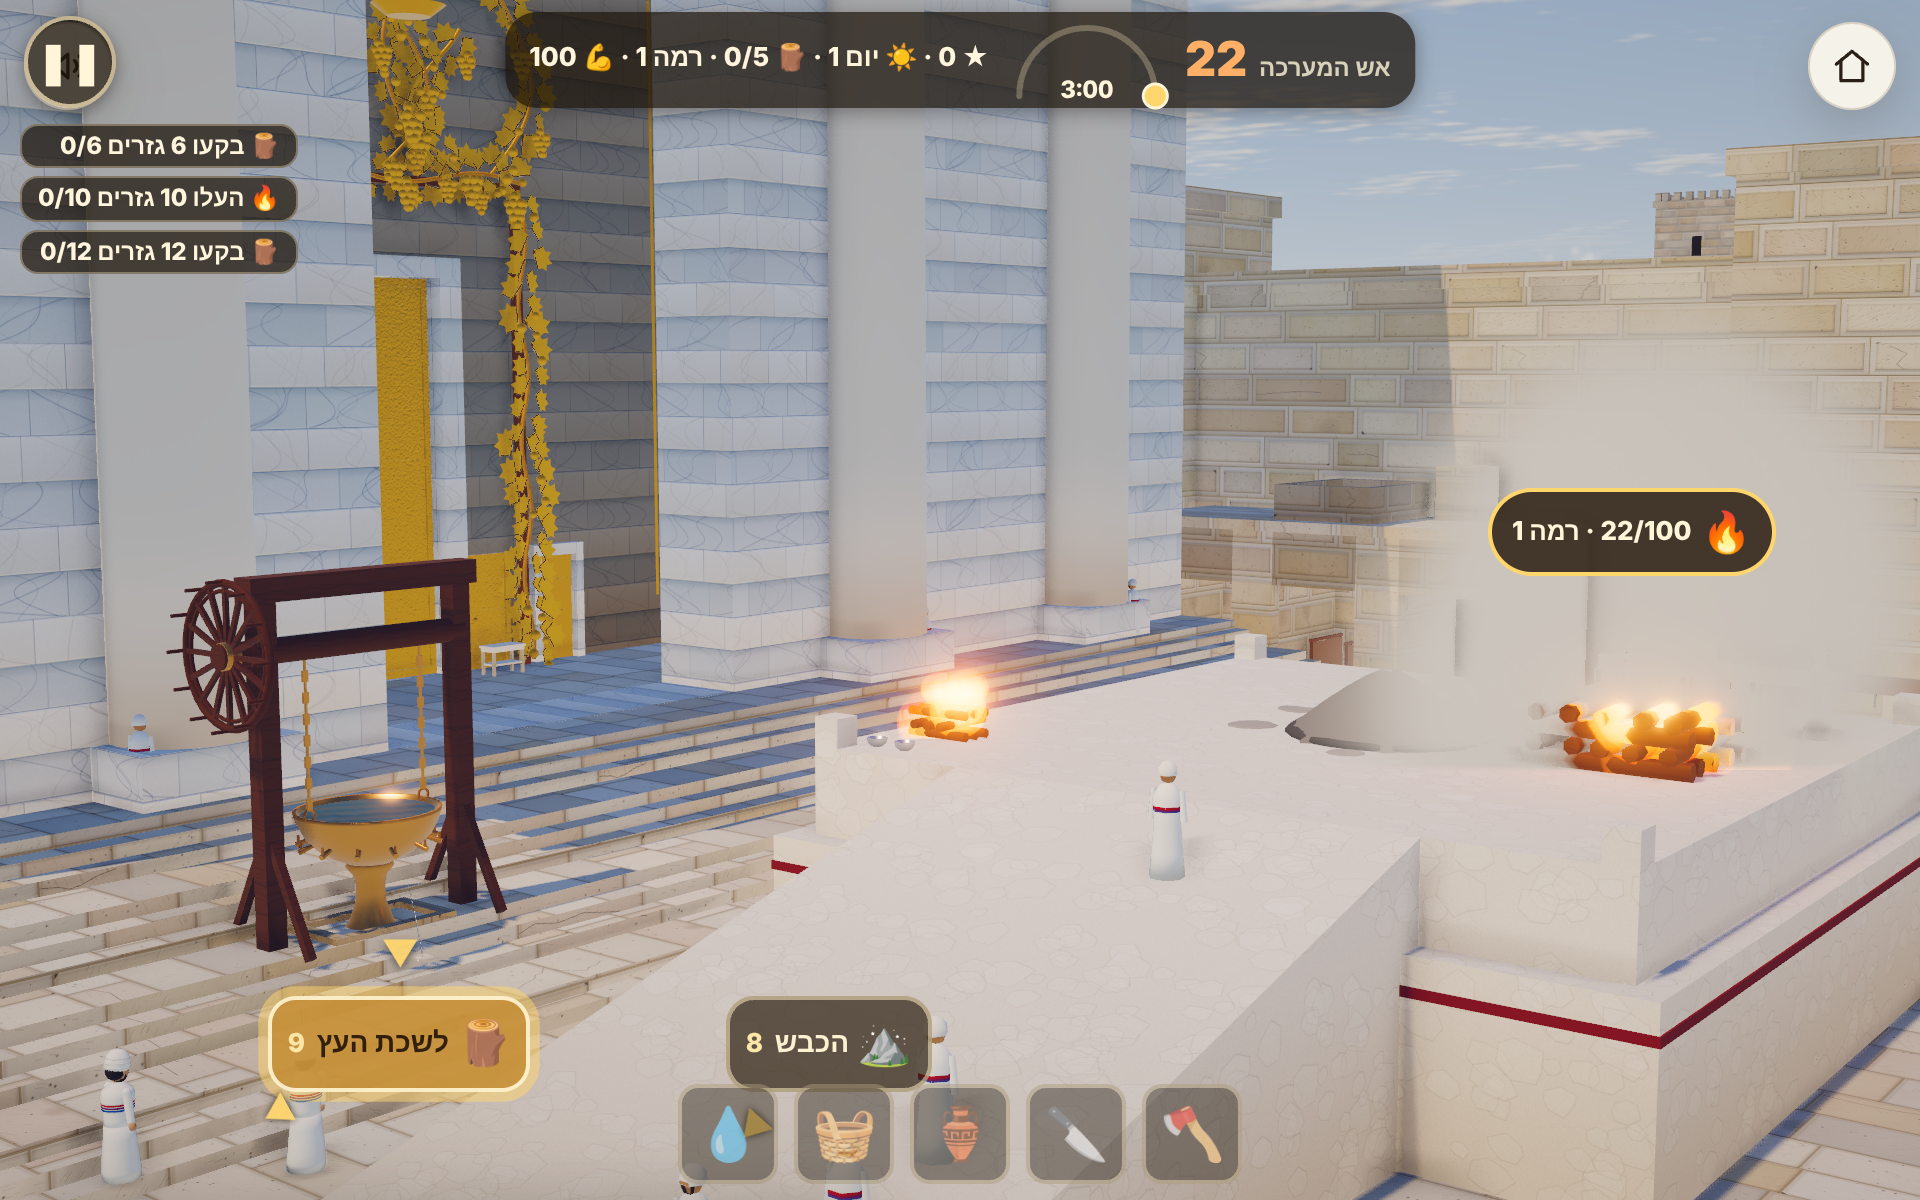 אש המערכה 22
3:00
★ 0 · ☀️ יום 1 · 🪵 0/5 · רמה 1 · 💪 100
🪵 בקעו 6 גזרים 0/6
🔥 העלו 10 גזרים 0/10
🪵 בקעו 12 גזרים 0/12
🔥 22/100 · רמה 1
הכבש 8
🪵 לשכת העץ 9